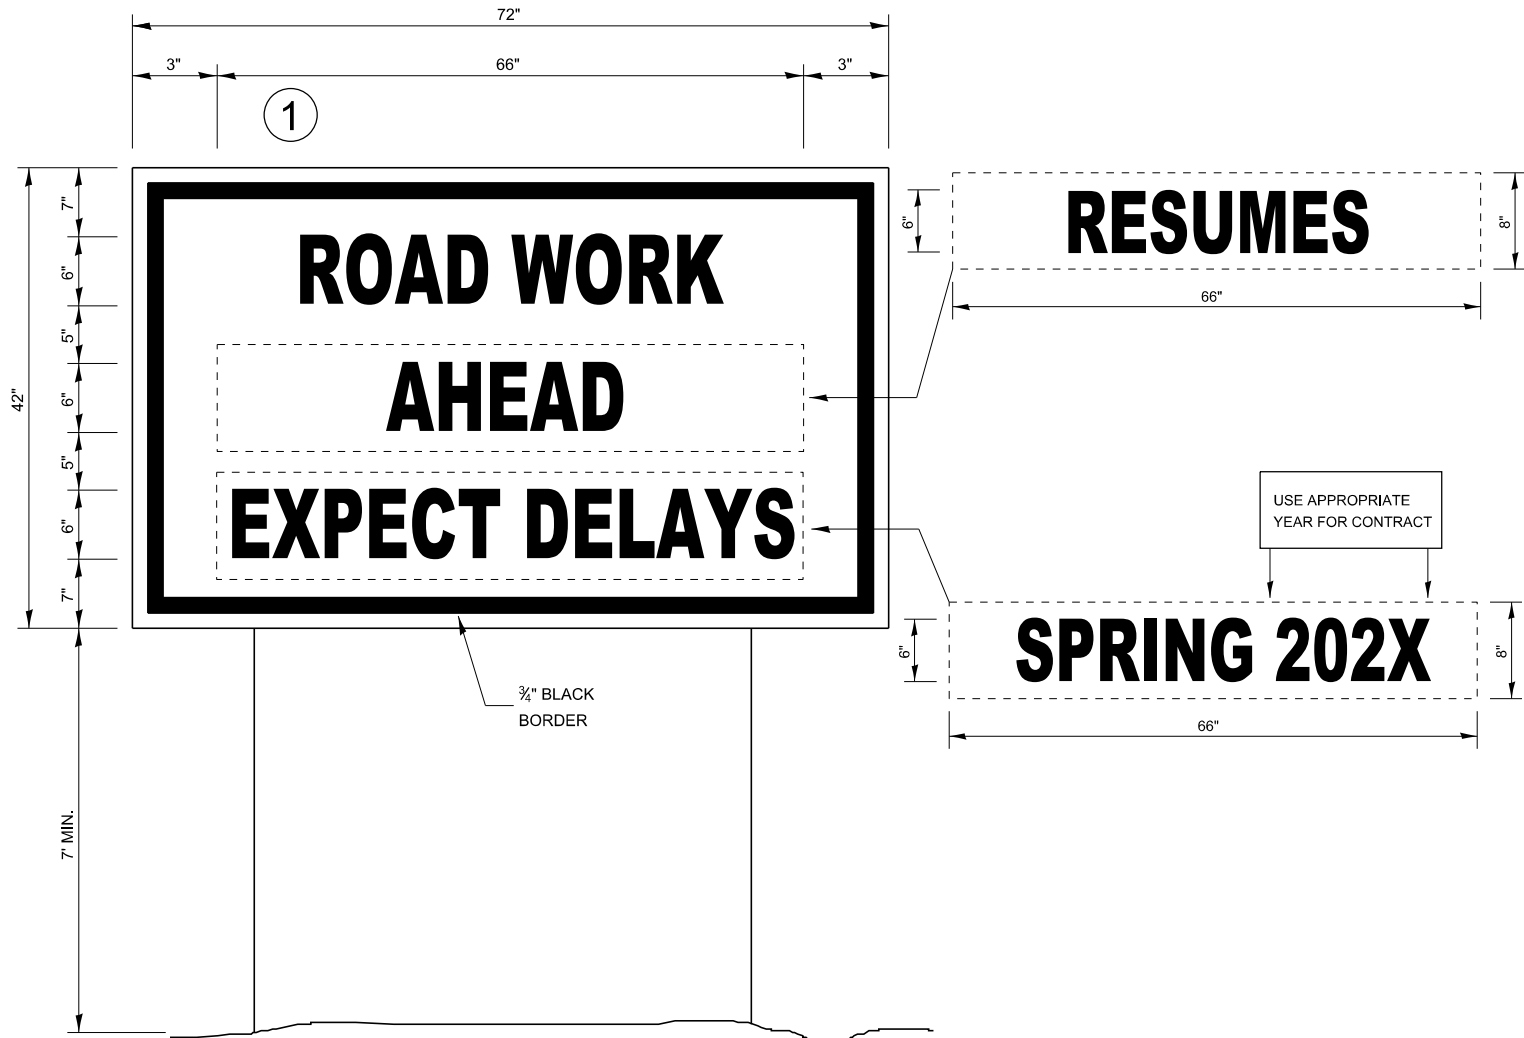 72"
3" 66" 3"
1
7"
6"
5"
6"
5"
6"
7"
42"
ROAD WORK
AHEAD
EXPECT DELAYS
¾" BLACK
BORDER
7' MIN.
6"
RESUMES
8"
66"
USE APPROPRIATE
YEAR FOR CONTRACT
6"
SPRING 202X
8"
66"